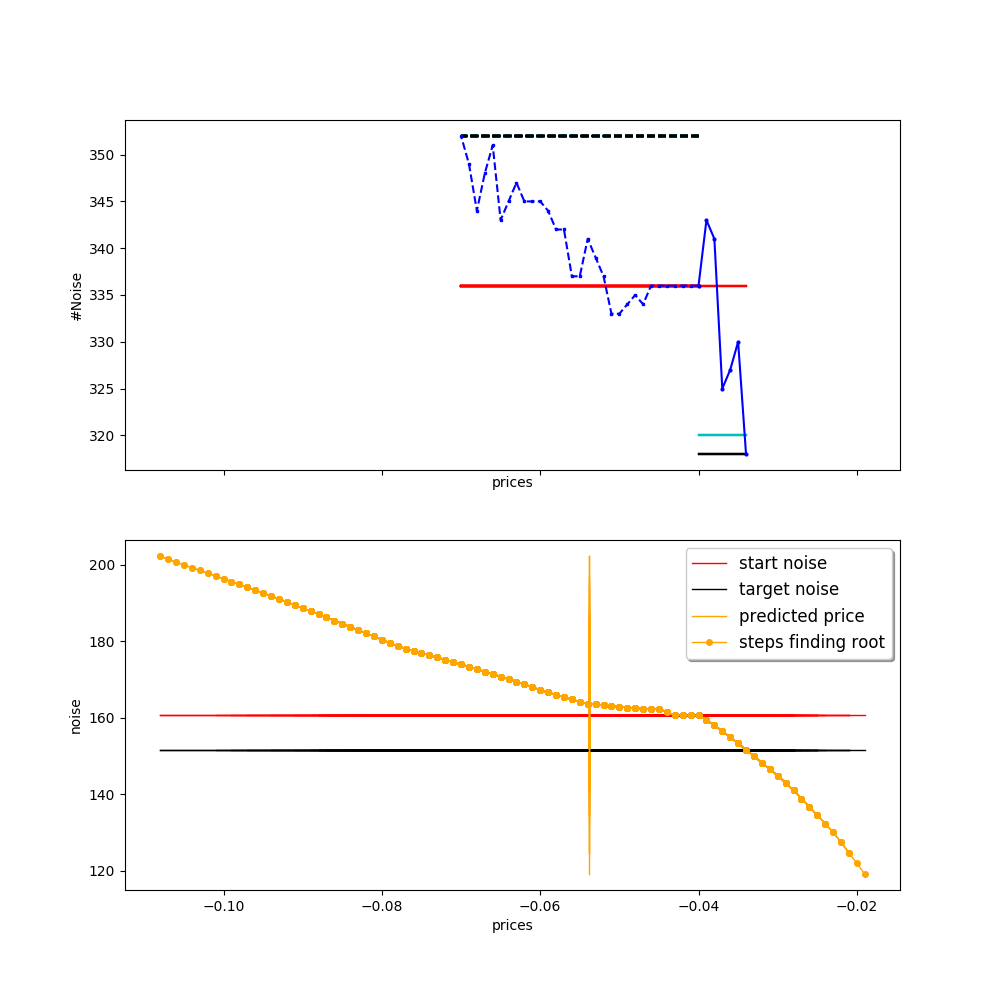 350
345
340
335
330
325
320
#Noise
prices
start noise
target noise
predicted price
steps finding root
200
180
160
140
120
noise
−0.10
−0.08
−0.06
−0.04
−0.02
prices